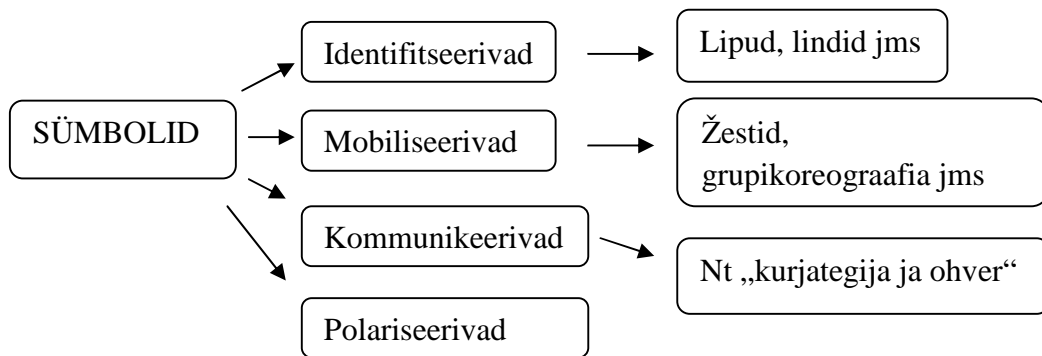 SÜMBOLID
Identifitseerivad
Lipud, lindid jms
Mobiliseerivad
Žestid,
grupikoreograafia jms
Kommunikeerivad
Nt „kurjategija ja ohver“
Polariseerivad